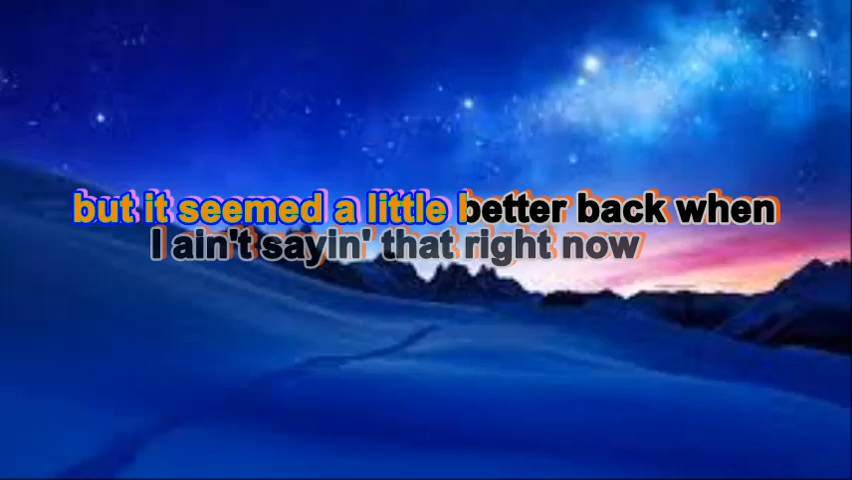 but it seemed a little better back when
I ain't sayin' that right now